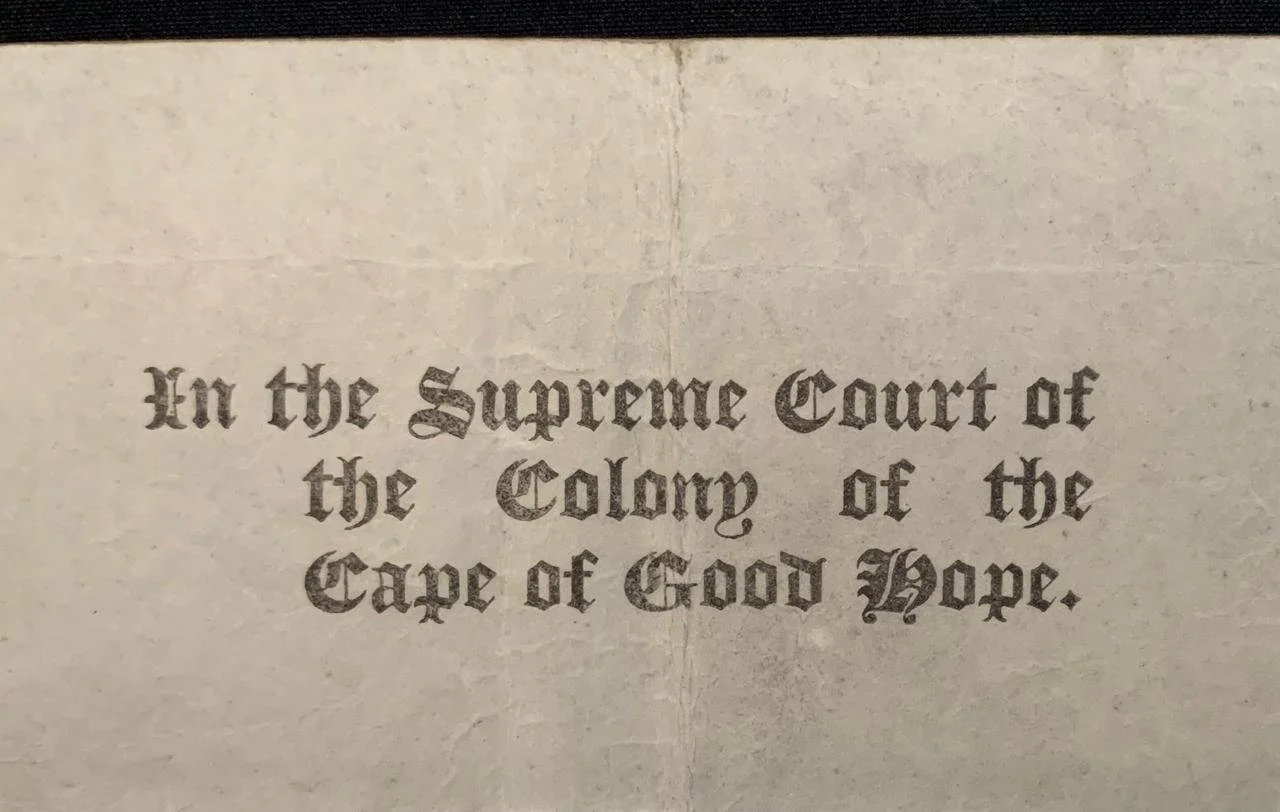 In the Supreme Court of
the Colony of the
Cape of Good Hope.